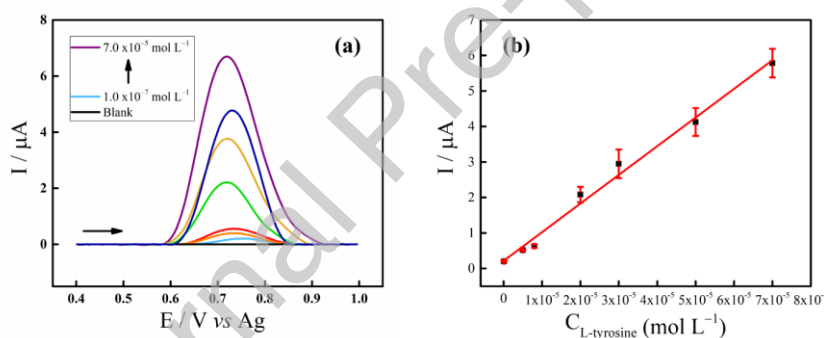 (a)
7.0 x10⁻⁵ mol L⁻¹
1.0 x10⁻⁷ mol L⁻¹
Blank
I / μA
8
6
4
2
0
0.4 0.5 0.6 0.7 0.8 0.9 1.0
E / V vs Ag
(b)
I / μA
7
6
5
4
3
2
1
0
0 1x10⁻⁵ 2x10⁻⁵ 3x10⁻⁵ 4x10⁻⁵ 5x10⁻⁵ 6x10⁻⁵ 7x10⁻⁵ 8x10⁻
C L-tyrosine (mol L⁻¹)
rnal Pre-